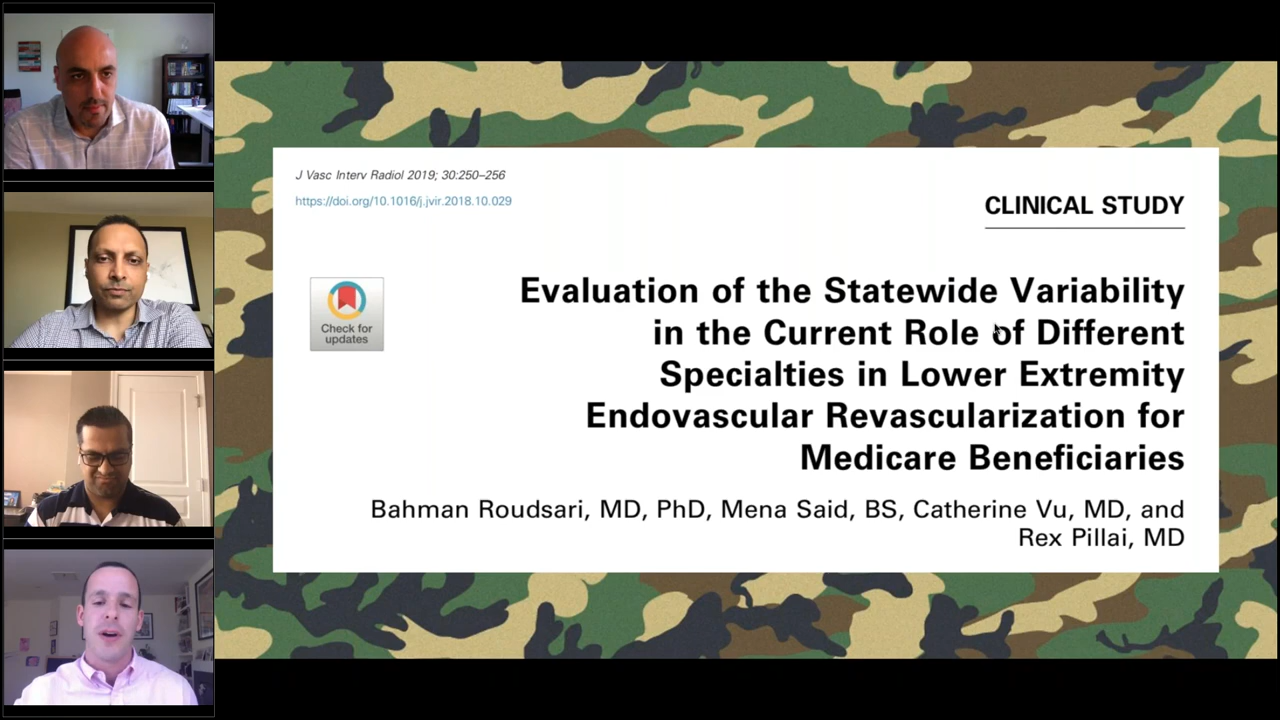 J Vasc Interv Radiol 2019; 30:250–256
https://doi.org/10.1016/j.jvir.2018.10.029
CLINICAL STUDY
Check for
updates
Evaluation of the Statewide Variability
in the Current Role of Different
Specialties in Lower Extremity
Endovascular Revascularization for
Medicare Beneficiaries
Bahman Roudsari, MD, PhD, Mena Said, BS, Catherine Vu, MD, and
Rex Pillai, MD